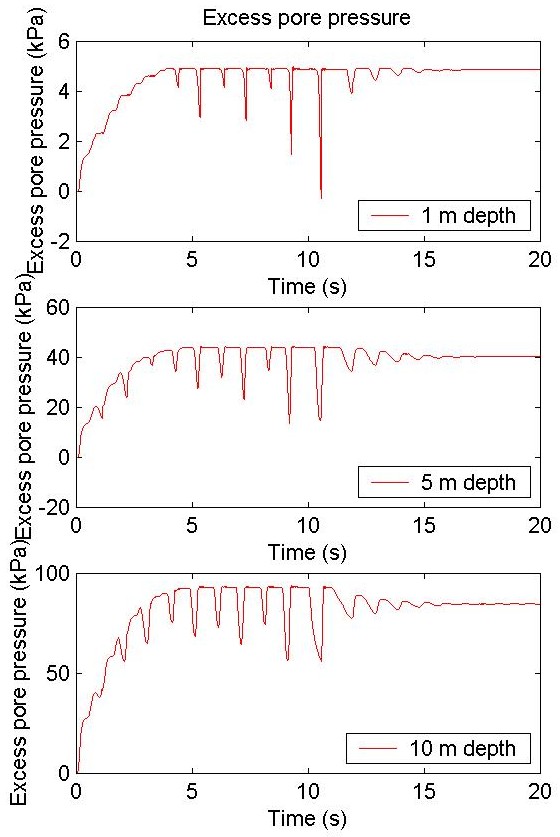 Excess pore pressure
Excess pore pressure (kPa)
6
4
2
0
-2
1 m depth
0 5 10 15 20
Time (s)
Excess pore pressure (kPa)
60
40
20
0
-20
5 m depth
0 5 10 15 20
Time (s)
Excess pore pressure (kPa)
100
50
0
10 m depth
0 5 10 15 20
Time (s)